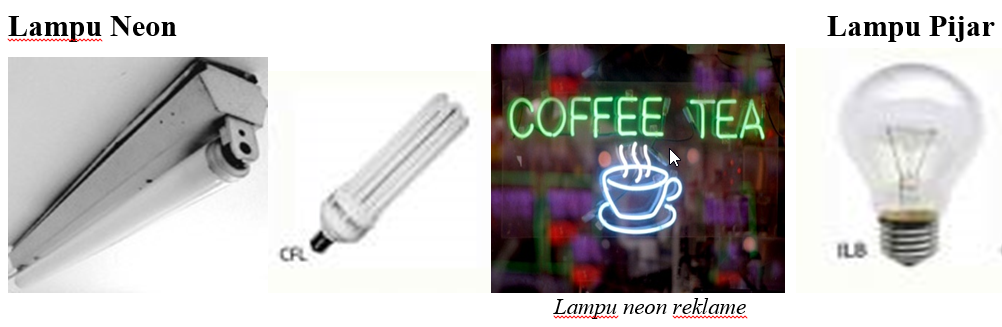 Lampu Neon
Lampu Pijar
COFFEE TEA
CFL
ILB
Lampu neon reklame